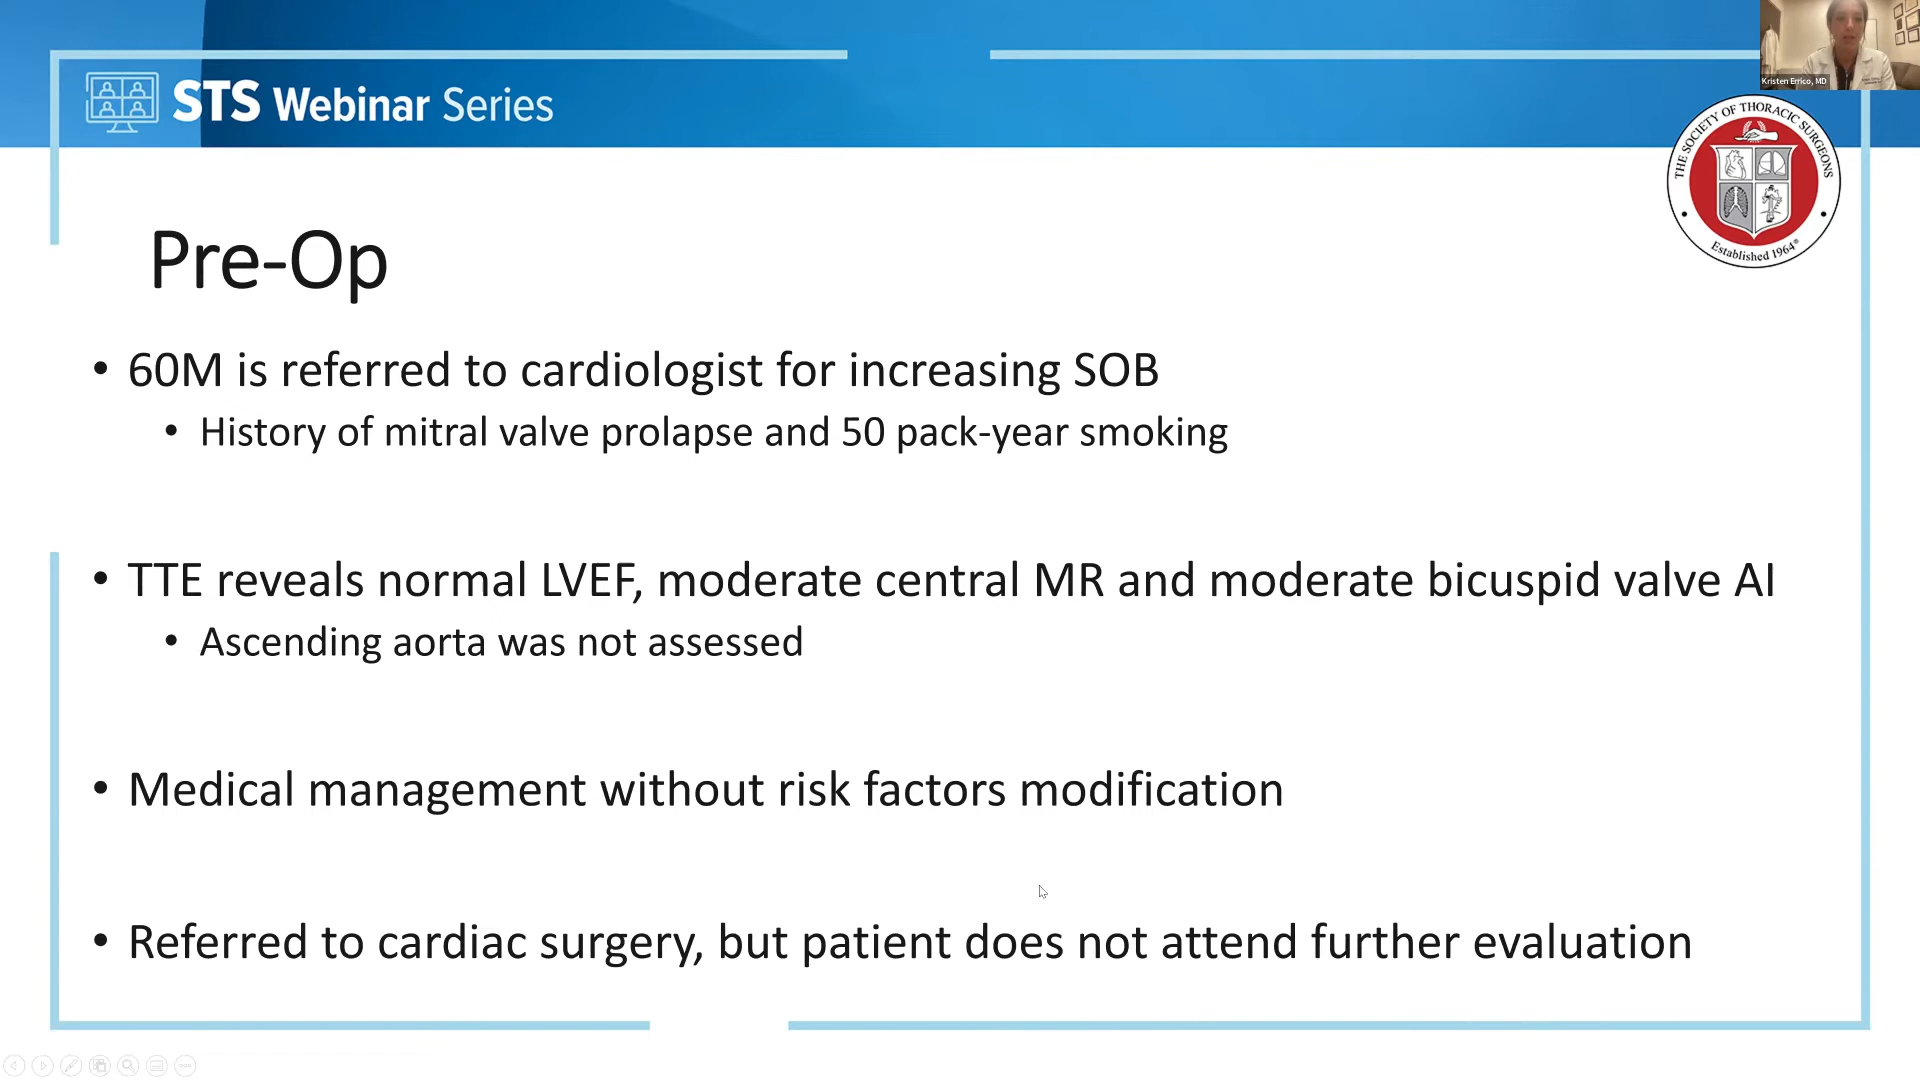 Kristen Errico, MD
STS Webinar Series
THE SOCIETY OF THORACIC SURGEONS
Established 1964®
Pre-Op
• 60M is referred to cardiologist for increasing SOB
• History of mitral valve prolapse and 50 pack-year smoking
• TTE reveals normal LVEF, moderate central MR and moderate bicuspid valve AI
• Ascending aorta was not assessed
• Medical management without risk factors modification
• Referred to cardiac surgery, but patient does not attend further evaluation